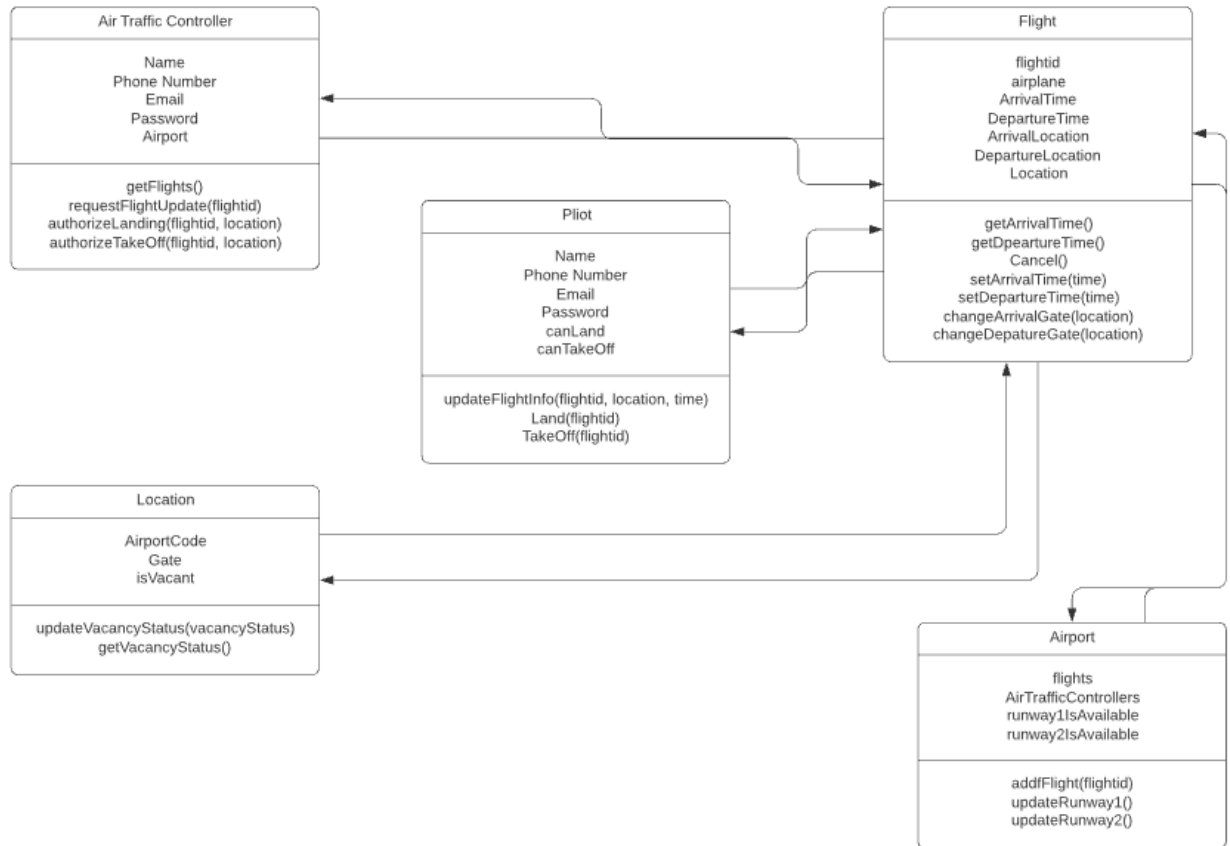 Air Traffic Controller
Name
Phone Number
Email
Password
Airport
getFlights()
requestFlightUpdate(flightid)
authorizeLanding(flightid, location)
authorizeTakeOff(flightid, location)
Flight
flightid
airplane
ArrivalTime
DepartureTime
ArrivalLocation
DepartureLocation
Location
getArrivalTime()
getDpeartureTime()
Cancel()
setArrivalTime(time)
setDepartureTime(time)
changeArrivalGate(location)
changeDepatureGate(location)
Pliot
Name
Phone Number
Email
Password
canLand
canTakeOff
updateFlightInfo(flightid, location, time)
Land(flightid)
TakeOff(flightid)
Location
AirportCode
Gate
isVacant
updateVacancyStatus(vacancyStatus)
getVacancyStatus()
Airport
flights
AirTrafficControllers
runway1IsAvailable
runway2IsAvailable
addfFlight(flightid)
updateRunway1()
updateRunway2()